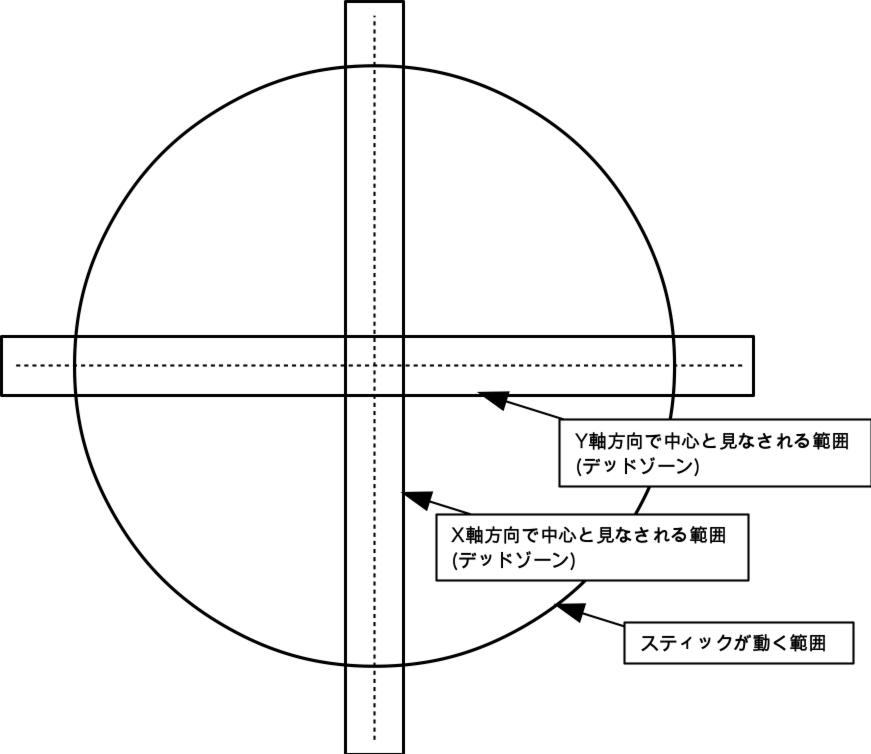 Y軸方向で中心と見なされる範囲
(デッドゾーン)
X軸方向で中心と見なされる範囲
(デッドゾーン)
スティックが動く範囲